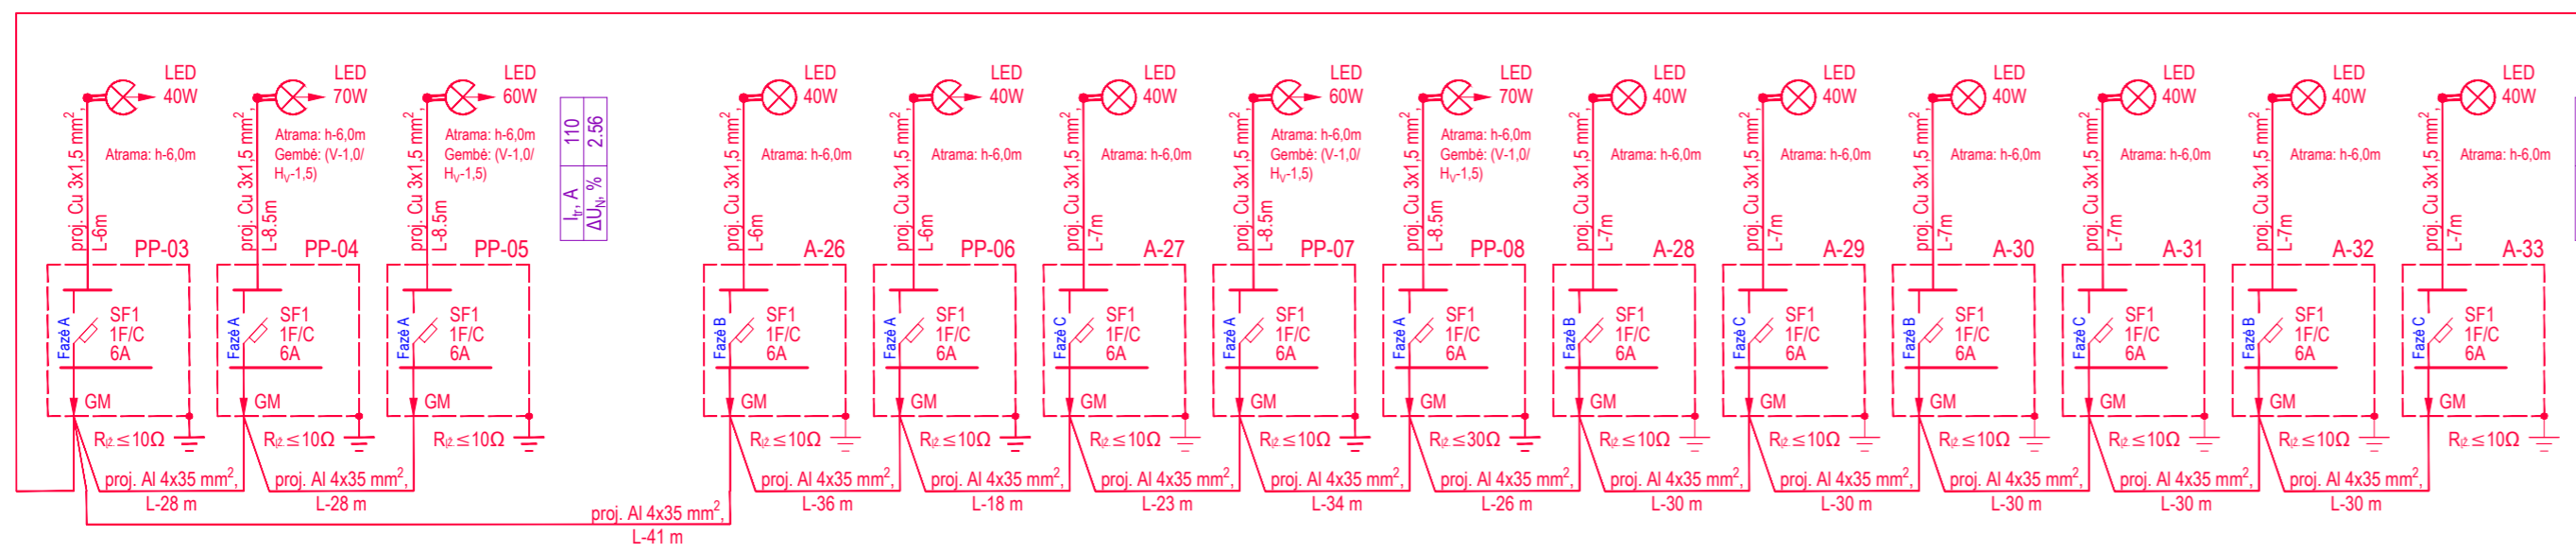 LED
40W
Atrama: h-6,0m
proj. Cu 3x1,5 mm²,
L-6m
PP-03
Fazė A
SF1
1F/C
6A
GM
Rįž.≤10Ω
LED
70W
Atrama: h-6,0m
Gembė: (V-1,0/
HV-1,5)
proj. Cu 3x1,5 mm²,
L-8.5m
PP-04
Fazė A
SF1
1F/C
6A
GM
Rįž.≤10Ω
LED
60W
Atrama: h-6,0m
Gembė: (V-1,0/
HV-1,5)
proj. Cu 3x1,5 mm²,
L-8.5m
PP-05
Fazė A
SF1
1F/C
6A
GM
Rįž.≤10Ω
Itr, A 110
ΔUN, % 2.56
LED
40W
Atrama: h-6,0m
proj. Cu 3x1,5 mm²,
L-6m
A-26
Fazė B
SF1
1F/C
6A
GM
Rįž.≤10Ω
LED
40W
Atrama: h-6,0m
proj. Cu 3x1,5 mm²,
L-6m
PP-06
Fazė A
SF1
1F/C
6A
GM
Rįž.≤10Ω
LED
40W
Atrama: h-6,0m
proj. Cu 3x1,5 mm²,
L-7m
A-27
Fazė C
SF1
1F/C
6A
GM
Rįž.≤10Ω
LED
60W
Atrama: h-6,0m
Gembė: (V-1,0/
HV-1,5)
proj. Cu 3x1,5 mm²,
L-8.5m
PP-07
Fazė A
SF1
1F/C
6A
GM
Rįž.≤10Ω
LED
70W
Atrama: h-6,0m
Gembė: (V-1,0/
HV-1,5)
proj. Cu 3x1,5 mm²,
L-8.5m
PP-08
Fazė A
SF1
1F/C
6A
GM
Rįž.≤30Ω
LED
40W
Atrama: h-6,0m
proj. Cu 3x1,5 mm²,
L-7m
A-28
Fazė B
SF1
1F/C
6A
GM
Rįž.≤10Ω
LED
40W
Atrama: h-6,0m
proj. Cu 3x1,5 mm²,
L-7m
A-29
Fazė C
SF1
1F/C
6A
GM
Rįž.≤10Ω
LED
40W
Atrama: h-6,0m
proj. Cu 3x1,5 mm²,
L-7m
A-30
Fazė B
SF1
1F/C
6A
GM
Rįž.≤10Ω
LED
40W
Atrama: h-6,0m
proj. Cu 3x1,5 mm²,
L-7m
A-31
Fazė C
SF1
1F/C
6A
GM
Rįž.≤10Ω
LED
40W
Atrama: h-6,0m
proj. Cu 3x1,5 mm²,
L-7m
A-32
Fazė B
SF1
1F/C
6A
GM
Rįž.≤10Ω
LED
40W
Atrama: h-6,0m
proj. Cu 3x1,5 mm²,
L-7m
A-33
Fazė C
SF1
1F/C
6A
GM
Rįž.≤10Ω
proj. Al 4x35 mm²,
L-28 m
proj. Al 4x35 mm²,
L-28 m
proj. Al 4x35 mm²,
L-41 m
proj. Al 4x35 mm²,
L-36 m
proj. Al 4x35 mm²,
L-18 m
proj. Al 4x35 mm²,
L-23 m
proj. Al 4x35 mm²,
L-34 m
proj. Al 4x35 mm²,
L-26 m
proj. Al 4x35 mm²,
L-30 m
proj. Al 4x35 mm²,
L-30 m
proj. Al 4x35 mm²,
L-30 m
proj. Al 4x35 mm²,
L-30 m
proj. Al 4x35 mm²,
L-30 m